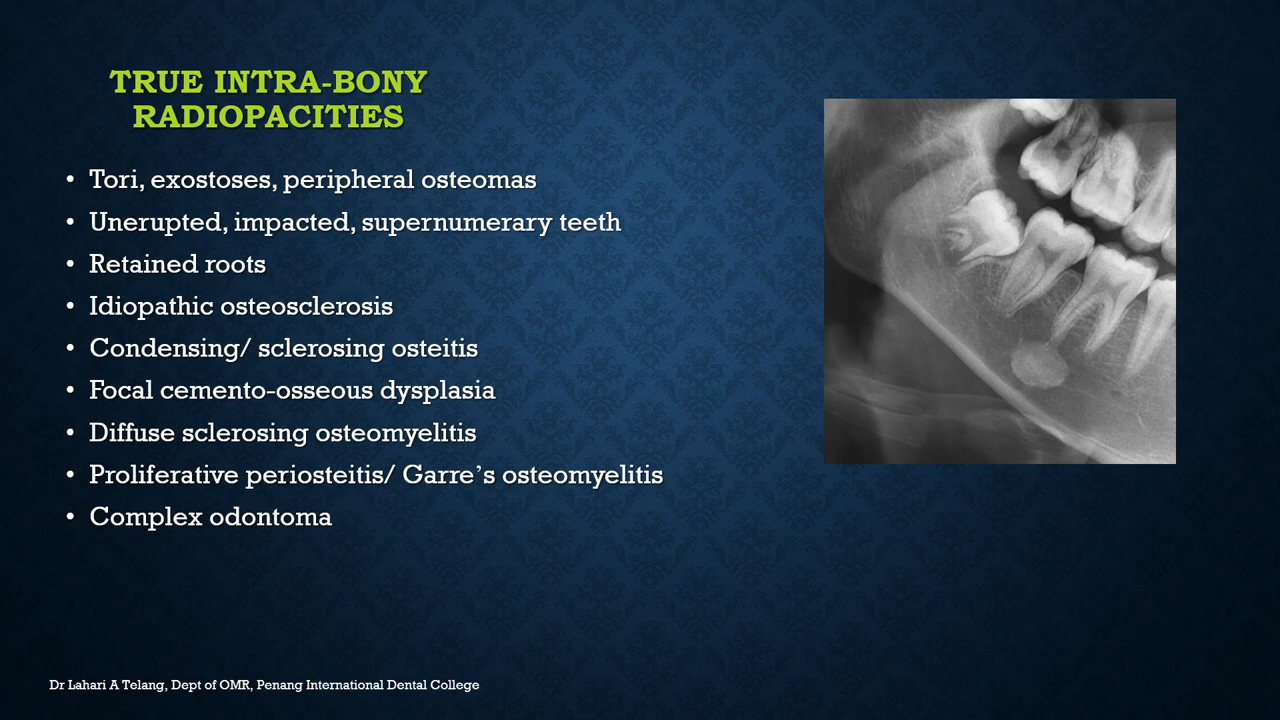 TRUE INTRA-BONY
RADIOPACITIES
• Tori, exostoses, peripheral osteomas
• Unerupted, impacted, supernumerary teeth
• Retained roots
• Idiopathic osteosclerosis
• Condensing/ sclerosing osteitis
• Focal cemento-osseous dysplasia
• Diffuse sclerosing osteomyelitis
• Proliferative periosteitis/ Garre’s osteomyelitis
• Complex odontoma
Dr Lahari A Telang, Dept of OMR, Penang International Dental College